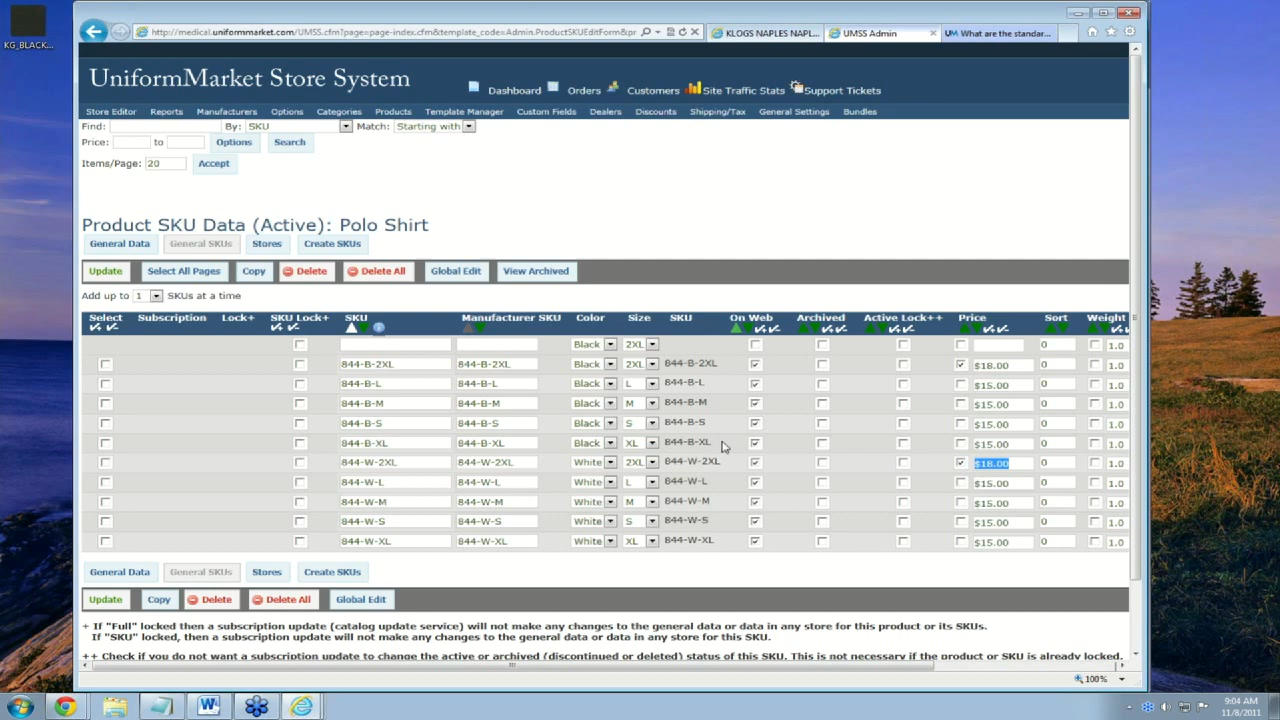 KG_BLACK...
http://medical.uniformmarket.com/UMSS.cfm?page=page-index.cfm&template_code=Admin.ProductSKUEditForm&pr
KLOGS NAPLES NAPL...
UMSS Admin
UM What are the standar...
UniformMarket Store System
Dashboard Orders Customers Site Traffic Stats Support Tickets
Store Editor Reports Manufacturers Options Categories Products Template Manager Custom Fields Dealers Discounts Shipping/Tax General Settings Bundles
Find: By: SKU Match: Starting with
Price: to Options Search
Items/Page: 20 Accept
Product SKU Data (Active): Polo Shirt
General Data General SKUs Stores Create SKUs
Update Select All Pages Copy Delete Delete All Global Edit View Archived
Add up to 1 SKUs at a time
Select Subscription Lock+ SKU Lock+ SKU Manufacturer SKU Color Size SKU On Web Archived Active Lock++ Price Sort Weight
Black 2XL 0 1.0
844-B-2XL 844-B-2XL Black 2XL 844-B-2XL $18.00 0 1.0
844-B-L 844-B-L Black L 844-B-L $15.00 0 1.0
844-B-M 844-B-M Black M 844-B-M $15.00 0 1.0
844-B-S 844-B-S Black S 844-B-S $15.00 0 1.0
844-B-XL 844-B-XL Black XL 844-B-XL $15.00 0 1.0
844-W-2XL 844-W-2XL White 2XL 844-W-2XL $18.00 0 1.0
844-W-L 844-W-L White L 844-W-L $15.00 0 1.0
844-W-M 844-W-M White M 844-W-M $15.00 0 1.0
844-W-S 844-W-S White S 844-W-S $15.00 0 1.0
844-W-XL 844-W-XL White XL 844-W-XL $15.00 0 1.0
General Data General SKUs Stores Create SKUs
Update Copy Delete Delete All Global Edit
+ If "Full" locked then a subscription update (catalog update service) will not make any changes to the general data or data in any store for this product or its SKUs.
If "SKU" locked, then a subscription update will not make any changes to the general data or data in any store for this SKU.
++ Check if you do not want a subscription update to change the active or archived (discontinued or deleted) status of this SKU. This is not necessary if the product or SKU is already locked.
100%
9:04 AM
11/8/2011